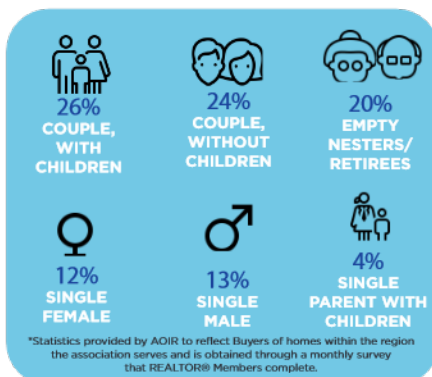 26%
COUPLE,
WITH
CHILDREN
24%
COUPLE,
WITHOUT
CHILDREN
20%
EMPTY
NESTERS/
RETIREES
12%
SINGLE
FEMALE
13%
SINGLE
MALE
4%
SINGLE
PARENT WITH
CHILDREN
*Statistics provided by AOIR to reflect Buyers of homes within the region
the association serves and is obtained through a monthly survey
that REALTOR® Members complete.